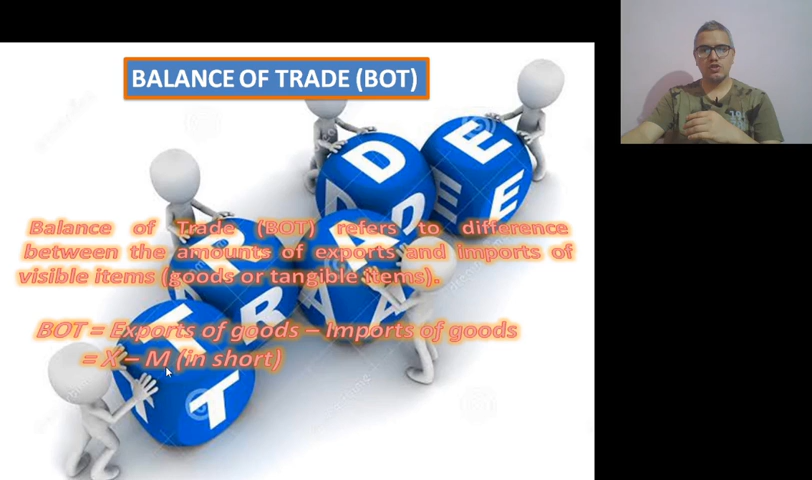 BALANCE OF TRADE (BOT)
Balance of Trade (BOT) refers to difference
between the amounts of exports and imports of
visible items (goods or tangible items).
BOT = Exports of goods – Imports of goods
= X – M (in short)
T R A D E
T R A D E